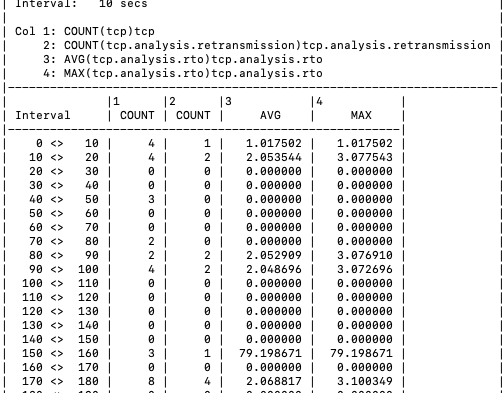 Interval:   10 secs
Col 1: COUNT(tcp)tcp
    2: COUNT(tcp.analysis.retransmission)tcp.analysis.retransmission
    3: AVG(tcp.analysis.rto)tcp.analysis.rto
    4: MAX(tcp.analysis.rto)tcp.analysis.rto
|1 |2 |3 |4 |
Interval | COUNT | COUNT | AVG | MAX |
0 <> 10 | 4 | 1 | 1.017502 | 1.017502 |
10 <> 20 | 4 | 2 | 2.053544 | 3.077543 |
20 <> 30 | 0 | 0 | 0.000000 | 0.000000 |
30 <> 40 | 0 | 0 | 0.000000 | 0.000000 |
40 <> 50 | 3 | 0 | 0.000000 | 0.000000 |
50 <> 60 | 0 | 0 | 0.000000 | 0.000000 |
60 <> 70 | 0 | 0 | 0.000000 | 0.000000 |
70 <> 80 | 2 | 0 | 0.000000 | 0.000000 |
80 <> 90 | 2 | 2 | 2.052909 | 3.076910 |
90 <> 100 | 4 | 2 | 2.048696 | 3.072696 |
100 <> 110 | 0 | 0 | 0.000000 | 0.000000 |
110 <> 120 | 0 | 0 | 0.000000 | 0.000000 |
120 <> 130 | 0 | 0 | 0.000000 | 0.000000 |
130 <> 140 | 0 | 0 | 0.000000 | 0.000000 |
140 <> 150 | 0 | 0 | 0.000000 | 0.000000 |
150 <> 160 | 3 | 1 | 79.198671 | 79.198671 |
160 <> 170 | 0 | 0 | 0.000000 | 0.000000 |
170 <> 180 | 8 | 4 | 2.068817 | 3.100349 |